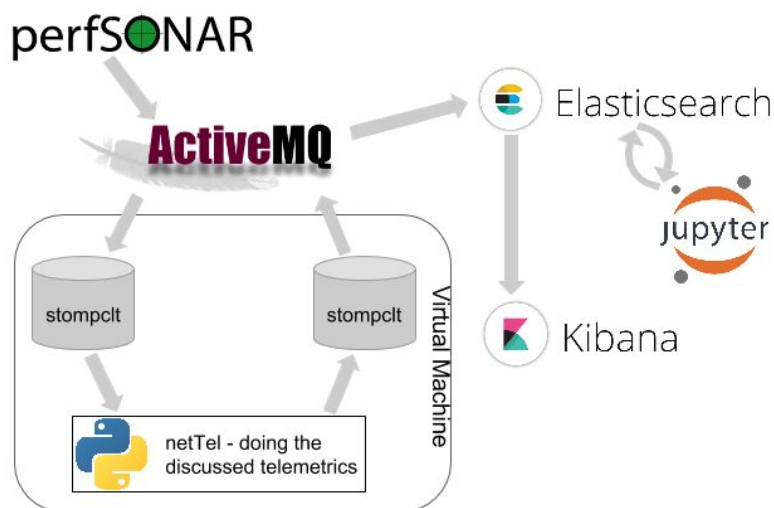 perfSONAR
ActiveMQ
Elasticsearch
jupyter
stompclt
stompclt
Virtual Machine
Kibana
netTel - doing the
discussed telemetrics